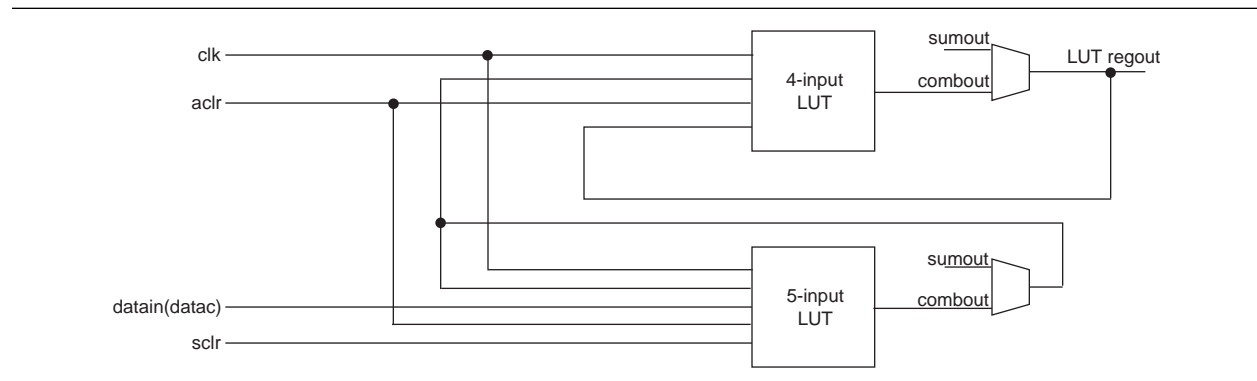 clk
aclr
4-input
LUT
sumout
combout
LUT regout
datain(datac)
sclr
5-input
LUT
sumout
combout